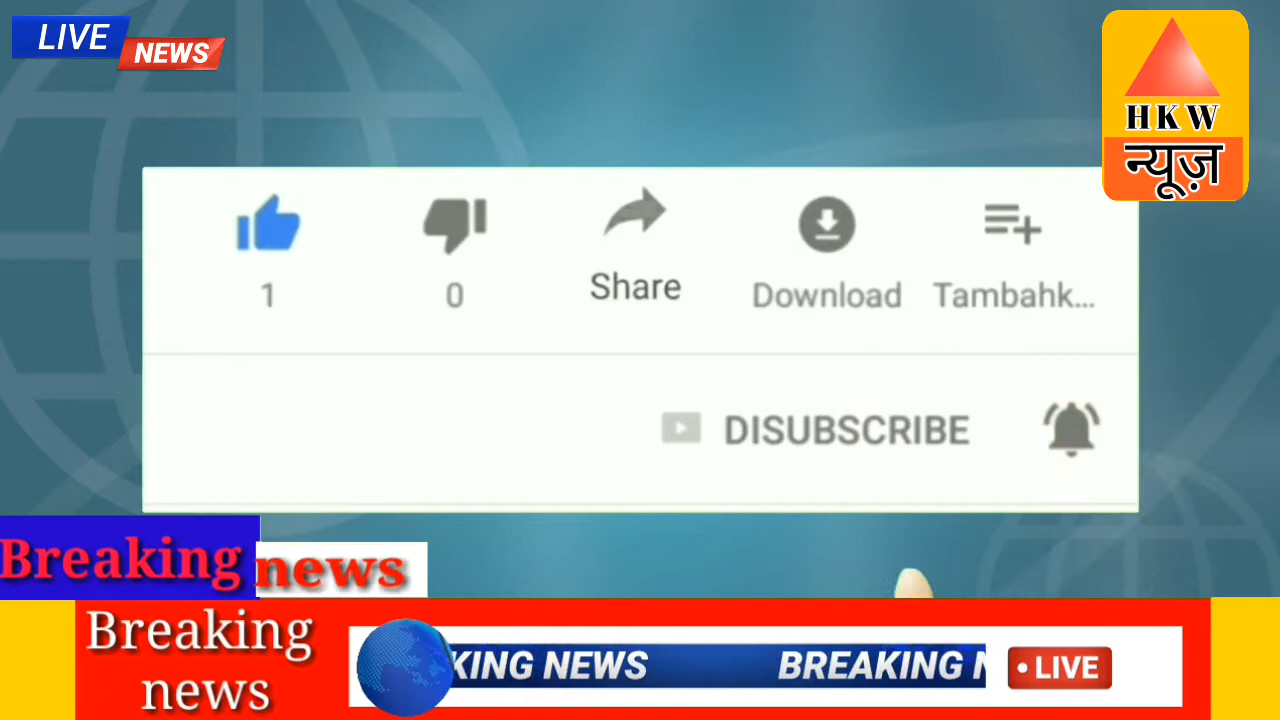 LIVE
NEWS
HKW
न्यूज़
1
0
Share
Download
Tambahk...
DISUBSCRIBE
Breaking news
Breaking
news
KING NEWS
BREAKING N
• LIVE